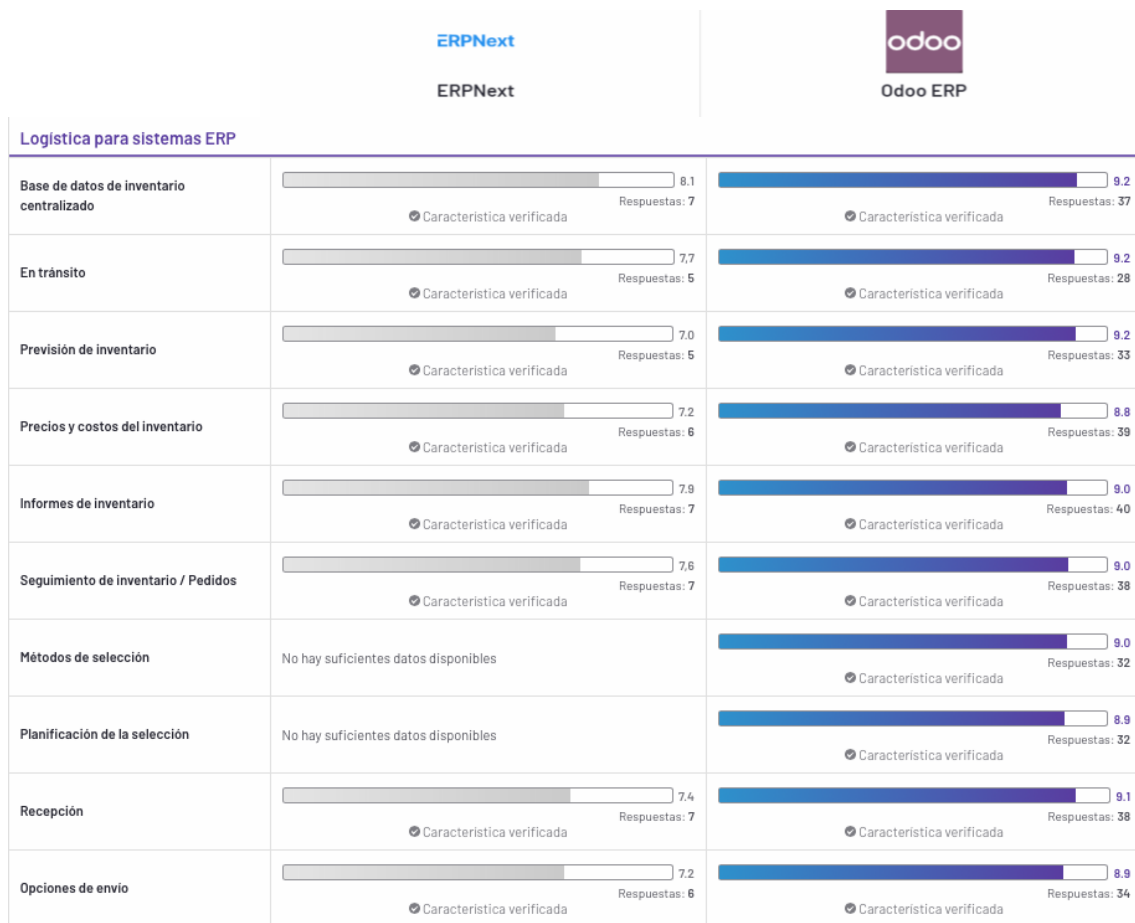 ERPNext
odoo
ERPNext
Odoo ERP
Logística para sistemas ERP
Base de datos de inventario
centralizado
8.1
Respuestas: 7
Característica verificada
9.2
Respuestas: 37
Característica verificada
En tránsito
7,7
Respuestas: 5
Característica verificada
9.2
Respuestas: 28
Característica verificada
Previsión de inventario
7.0
Respuestas: 5
Característica verificada
9.2
Respuestas: 33
Característica verificada
Precios y costos del inventario
7.2
Respuestas: 6
Característica verificada
8.8
Respuestas: 39
Característica verificada
Informes de inventario
7.9
Respuestas: 7
Característica verificada
9.0
Respuestas: 40
Característica verificada
Seguimiento de inventario / Pedidos
7,6
Respuestas: 7
Característica verificada
9.0
Respuestas: 38
Característica verificada
Métodos de selección
No hay suficientes datos disponibles
9.0
Respuestas: 32
Característica verificada
Planificación de la selección
No hay suficientes datos disponibles
8.9
Respuestas: 32
Característica verificada
Recepción
7.4
Respuestas: 7
Característica verificada
9.1
Respuestas: 38
Característica verificada
Opciones de envío
7.2
Respuestas: 6
Característica verificada
8.9
Respuestas: 34
Característica verificada